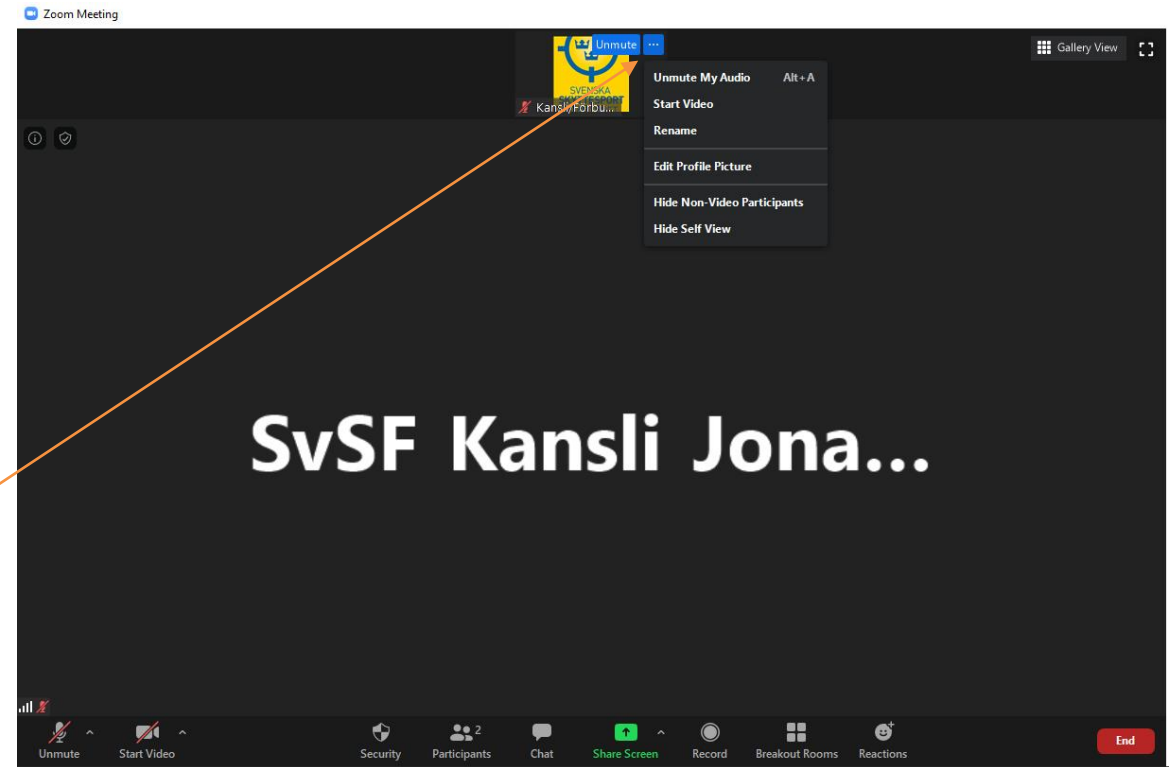 Zoom Meeting
Unmute ...
Gallery View
SVENSKA
Kansli/Förbu...
Unmute My Audio Alt+A
Start Video
Rename
Edit Profile Picture
Hide Non-Video Participants
Hide Self View
SvSF Kansli Jona...
2
Unmute Start Video Security Participants Chat Share Screen Record Breakout Rooms Reactions End